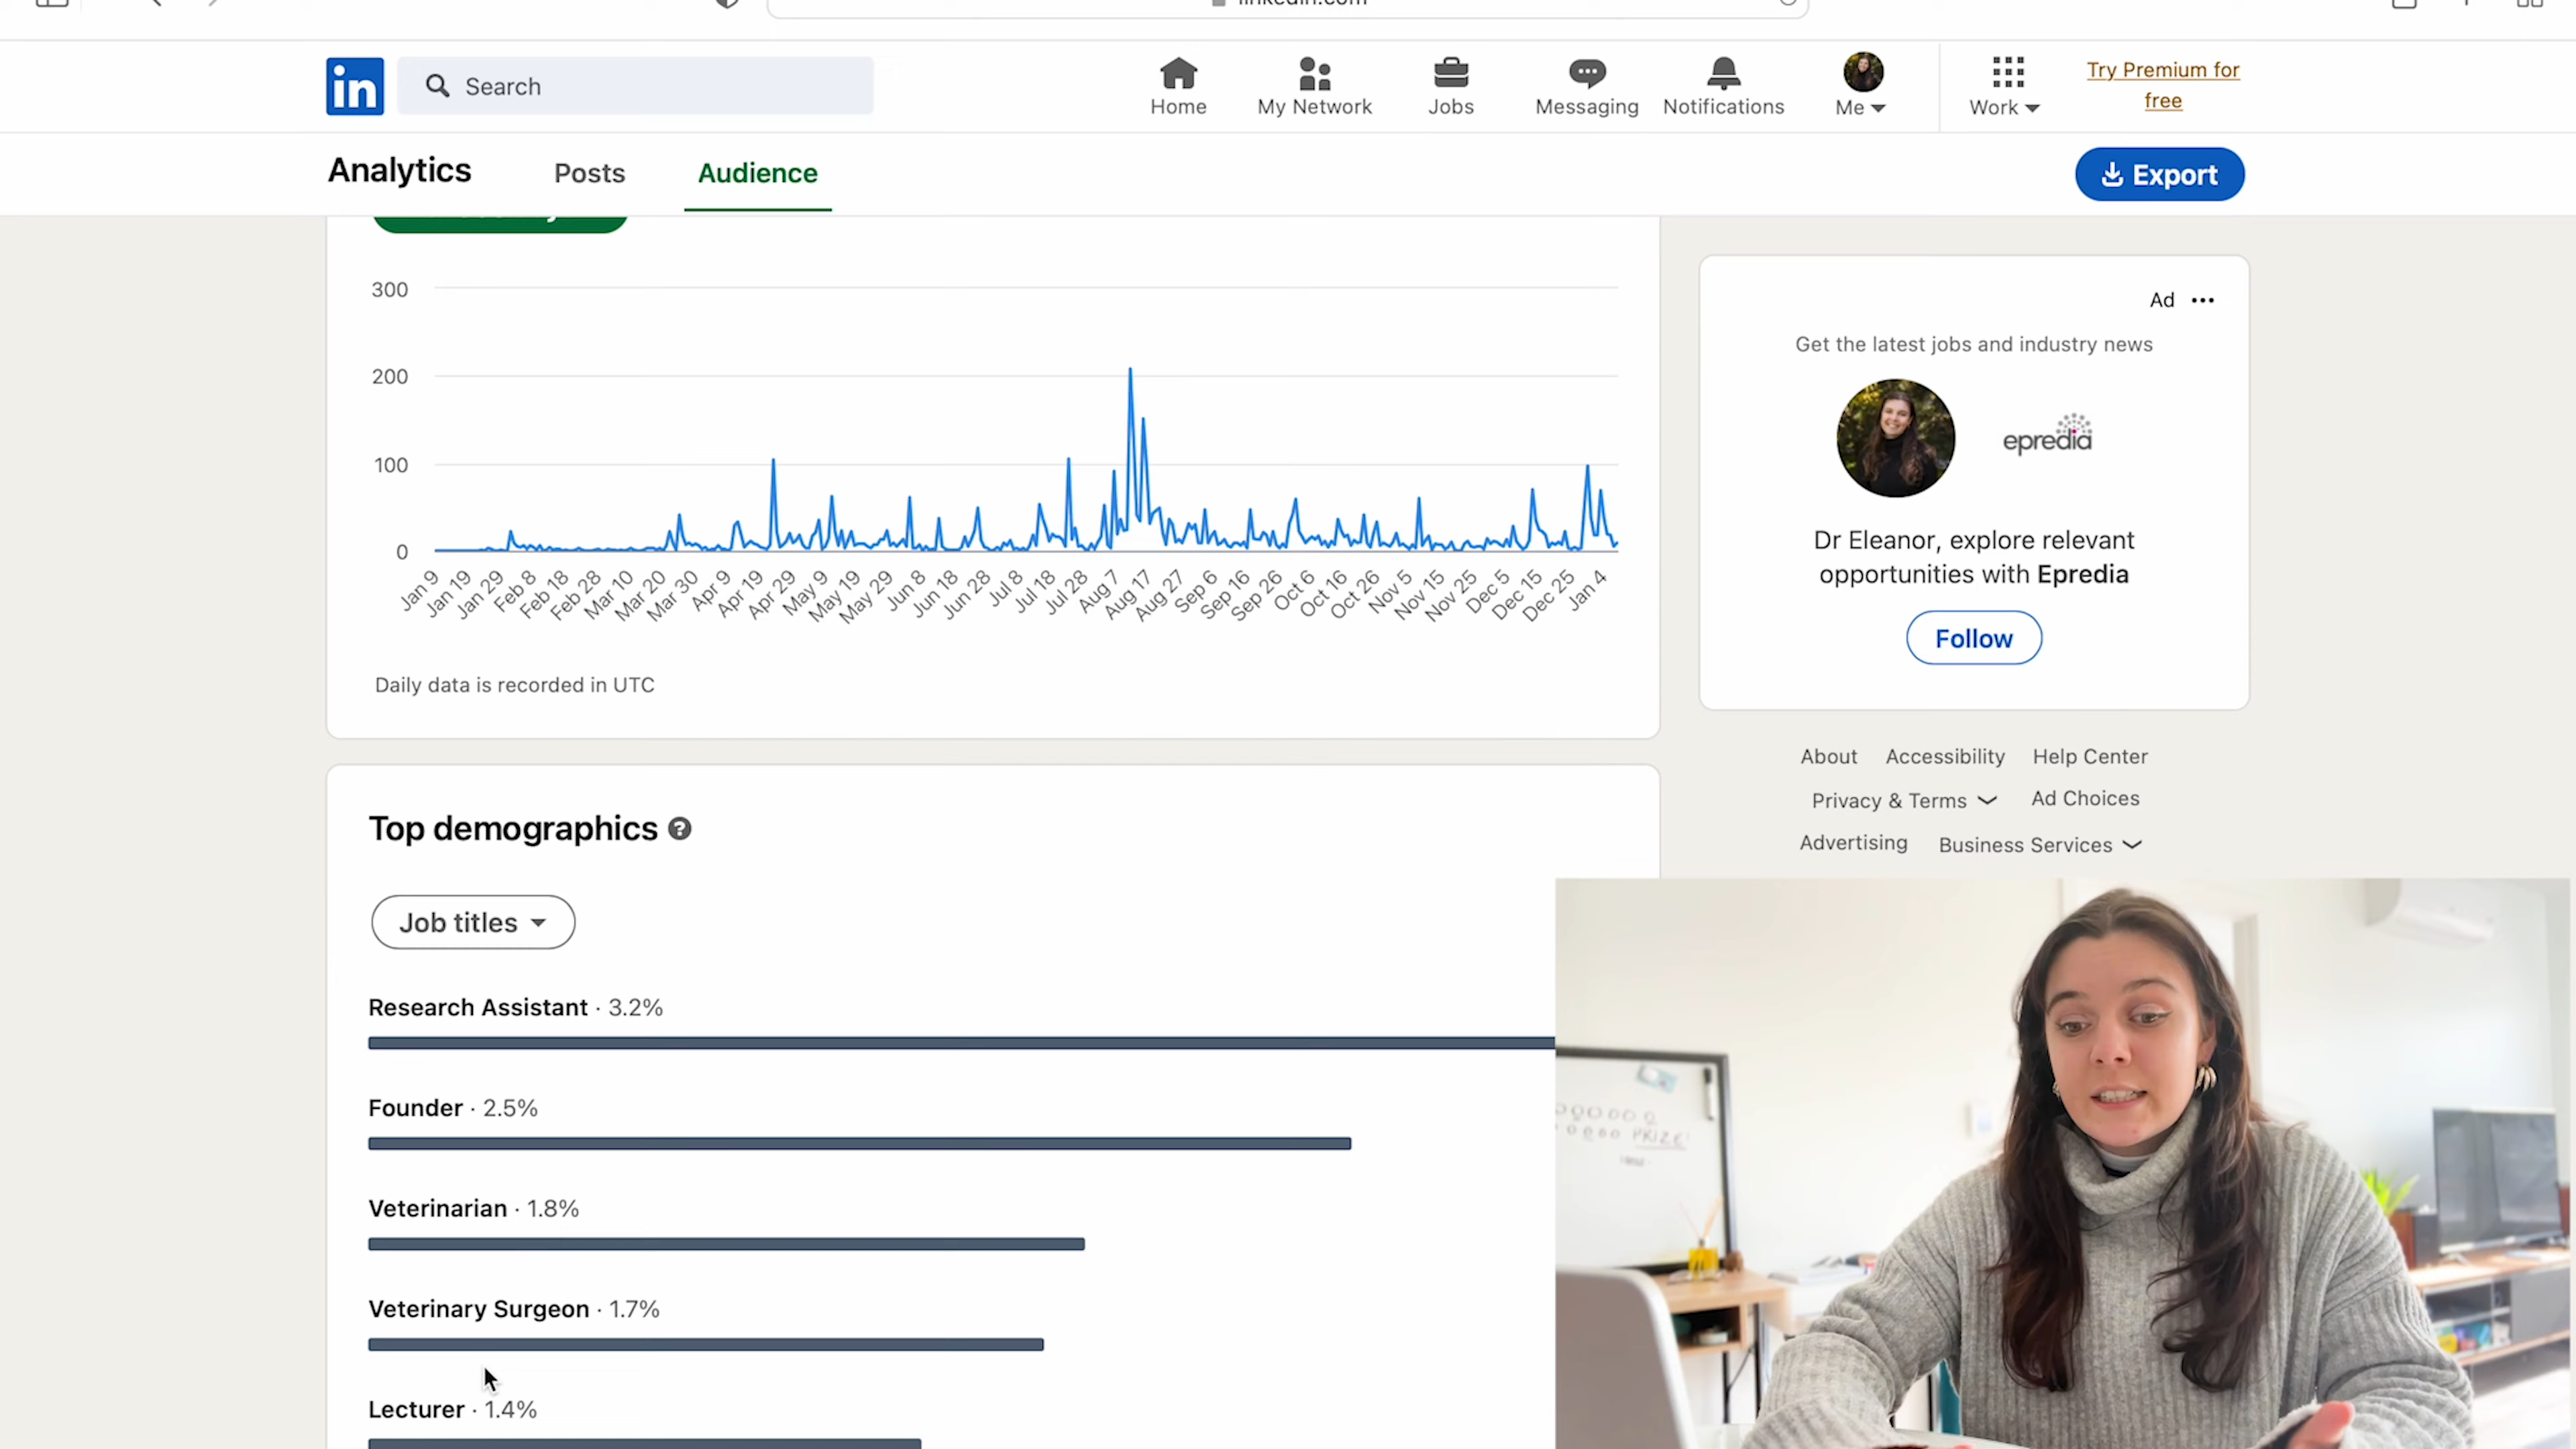 in
Search
Home
My Network
Jobs
Messaging
Notifications
Me
Work
Try Premium for
free
Analytics
Posts
Audience
Export
300
200
100
0
Jan 9
Jan 19
Jan 29
Feb 8
Feb 18
Feb 28
Mar 10
Mar 20
Mar 30
Apr 9
Apr 19
Apr 29
May 9
May 19
May 29
Jun 8
Jun 18
Jun 28
Jul 8
Jul 18
Jul 28
Aug 7
Aug 17
Aug 27
Sep 6
Sep 16
Sep 26
Oct 6
Oct 16
Oct 26
Nov 5
Nov 15
Nov 25
Dec 5
Dec 15
Dec 25
Jan 4
Daily data is recorded in UTC
Ad
Get the latest jobs and industry news
epredia
Dr Eleanor, explore relevant
opportunities with Epredia
Follow
About Accessibility Help Center
Privacy & Terms Ad Choices
Advertising Business Services
Top demographics ?
Job titles
Research Assistant · 3.2%
Founder · 2.5%
Veterinarian · 1.8%
Veterinary Surgeon · 1.7%
Lecturer · 1.4%
PRIZE